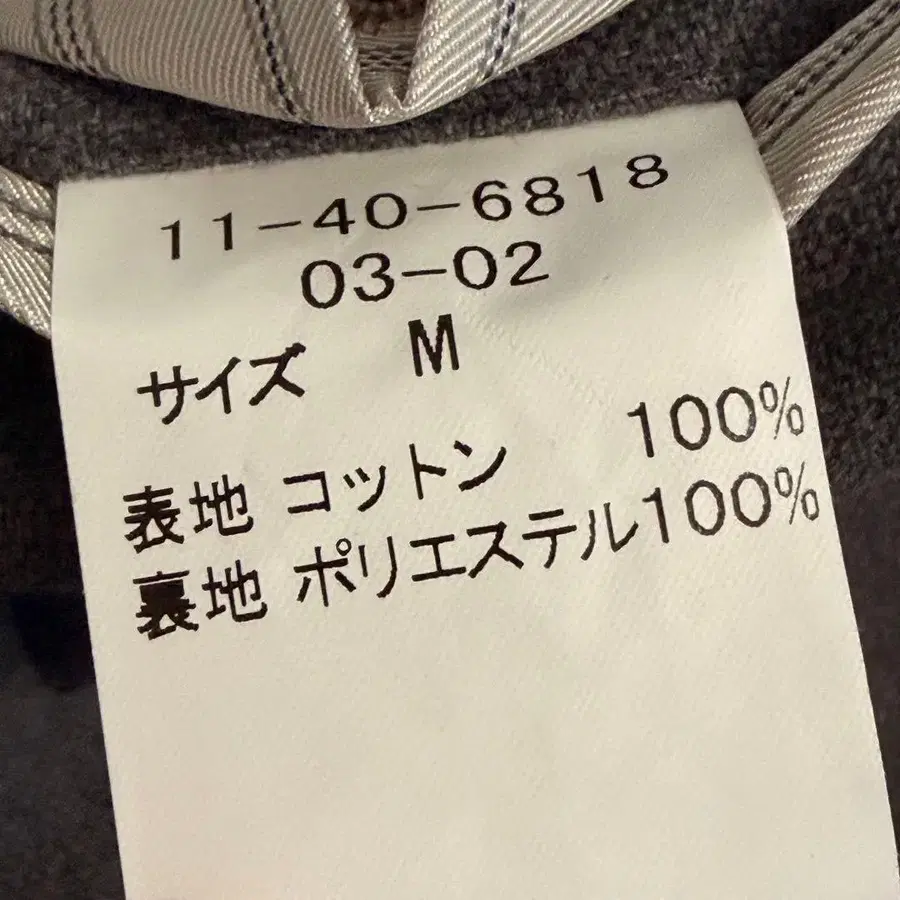 11-40-6818
03-02
サイズ M
表地 コットン 100%
裏地 ポリエステル100%